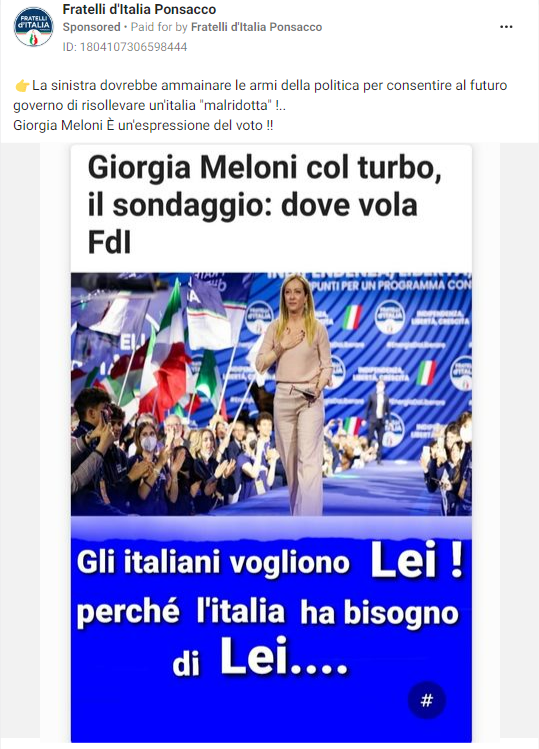 Fratelli d'Italia Ponsacco
Sponsored • Paid for by Fratelli d'Italia Ponsacco
ID: 1804107306598444
👉La sinistra dovrebbe ammainare le armi della politica per consentire al futuro
governo di risollevare un'italia "malridotta" !..
Giorgia Meloni È un'espressione del voto !!
Giorgia Meloni col turbo,
il sondaggio: dove vola
FdI
PUNTI PER UN PROGRAMMA CON
FRATELLI
d'ITALIA
INDIPENDENZA,
LIBERTÀ, CRESCITA
Gli italiani vogliono Lei !
perché l'italia ha bisogno
di Lei....
#